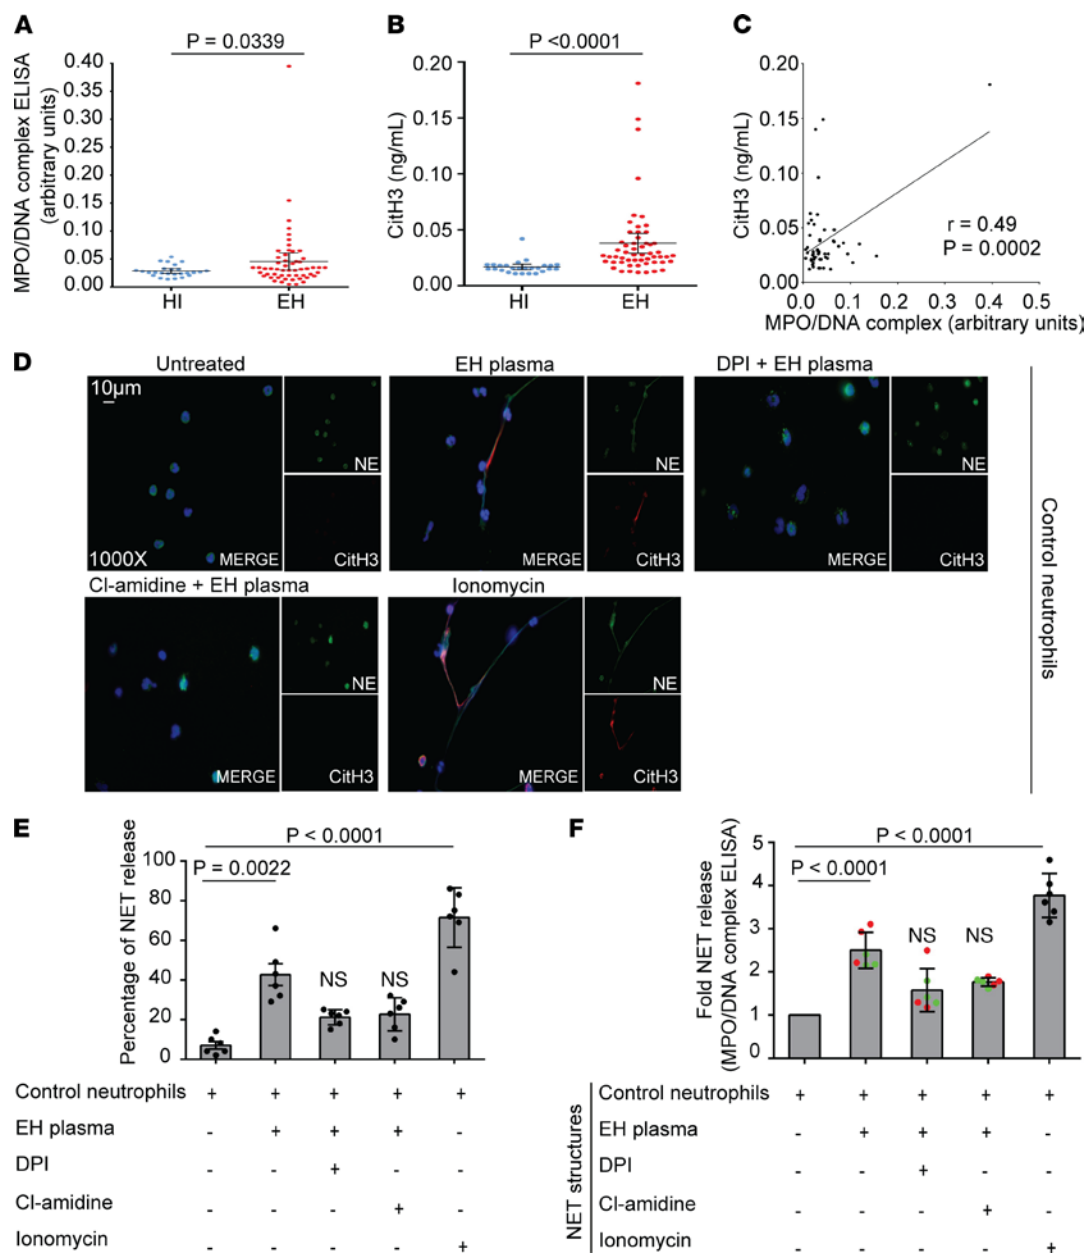 A
P = 0.0339
MPO/DNA complex ELISA
(arbitrary units)
0.40
0.35
0.30
0.25
0.20
0.15
0.10
0.05
0.00
HI
EH
B
P <0.0001
CitH3 (ng/mL)
0.20
0.15
0.10
0.05
0.00
HI
EH
C
CitH3 (ng/mL)
0.20
0.15
0.10
0.05
0.00
r = 0.49
P = 0.0002
0.0 0.1 0.2 0.3 0.4 0.5
MPO/DNA complex (arbitrary units)
D
Untreated
10µm
1000X
MERGE
NE
CitH3
EH plasma
MERGE
NE
CitH3
DPI + EH plasma
MERGE
NE
CitH3
Cl-amidine + EH plasma
MERGE
NE
CitH3
Ionomycin
MERGE
NE
CitH3
Control neutrophils
E
P < 0.0001
P = 0.0022
NS
NS
Percentage of NET release
100
80
60
40
20
0
Control neutrophils + + + + +
EH plasma - + + + -
DPI - - + - -
Cl-amidine - - - + -
Ionomycin - - - - +
F
P < 0.0001
P < 0.0001
NS
NS
Fold NET release
(MPO/DNA complex ELISA)
5
4
3
2
1
0
NET structures
Control neutrophils + + + + +
EH plasma - + + + -
DPI - - + - -
Cl-amidine - - - + -
Ionomycin - - - - +